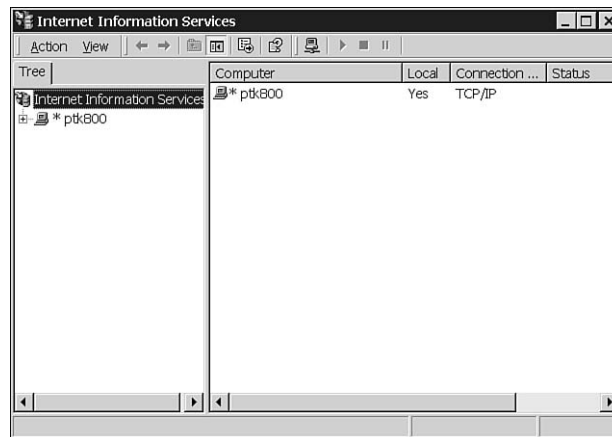 Internet Information Services
Action View
Tree
Computer Local Connection ... Status
Internet Information Services
* ptk800 Yes TCP/IP
* ptk800